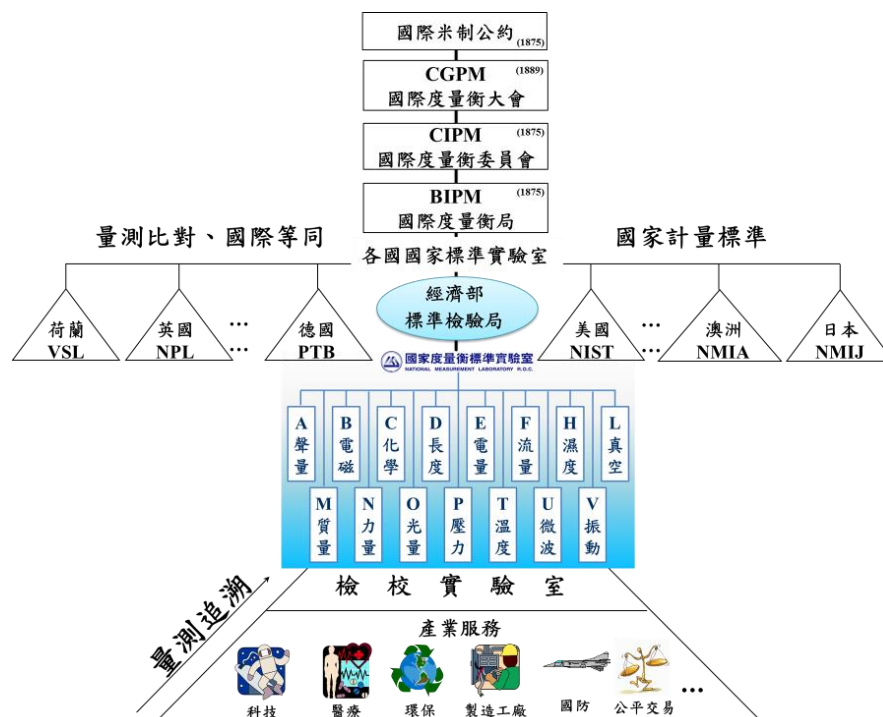 國際米制公約
(1875)
CGPM (1889)
國際度量衡大會
CIPM (1875)
國際度量衡委員會
BIPM (1875)
國際度量衡局
量測比對、國際等同
國家計量標準
各國國家標準實驗室
經濟部
標準檢驗局
荷蘭
VSL
英國
NPL
...
...
德國
PTB
美國
NIST
...
...
澳洲
NMIA
日本
NMIJ
國家度量衡標準實驗室
NATIONAL MEASUREMENT LABORATORY R.O.C.
A 聲量
B 電磁
C 化學
D 長度
E 電量
F 流量
H 濕度
L 真空
M 質量
N 力量
O 光量
P 壓力
T 溫度
U 微波
V 振動
量測追溯
檢校實驗室
產業服務
科技
醫療
環保
製造工廠
國防
公平交易
...